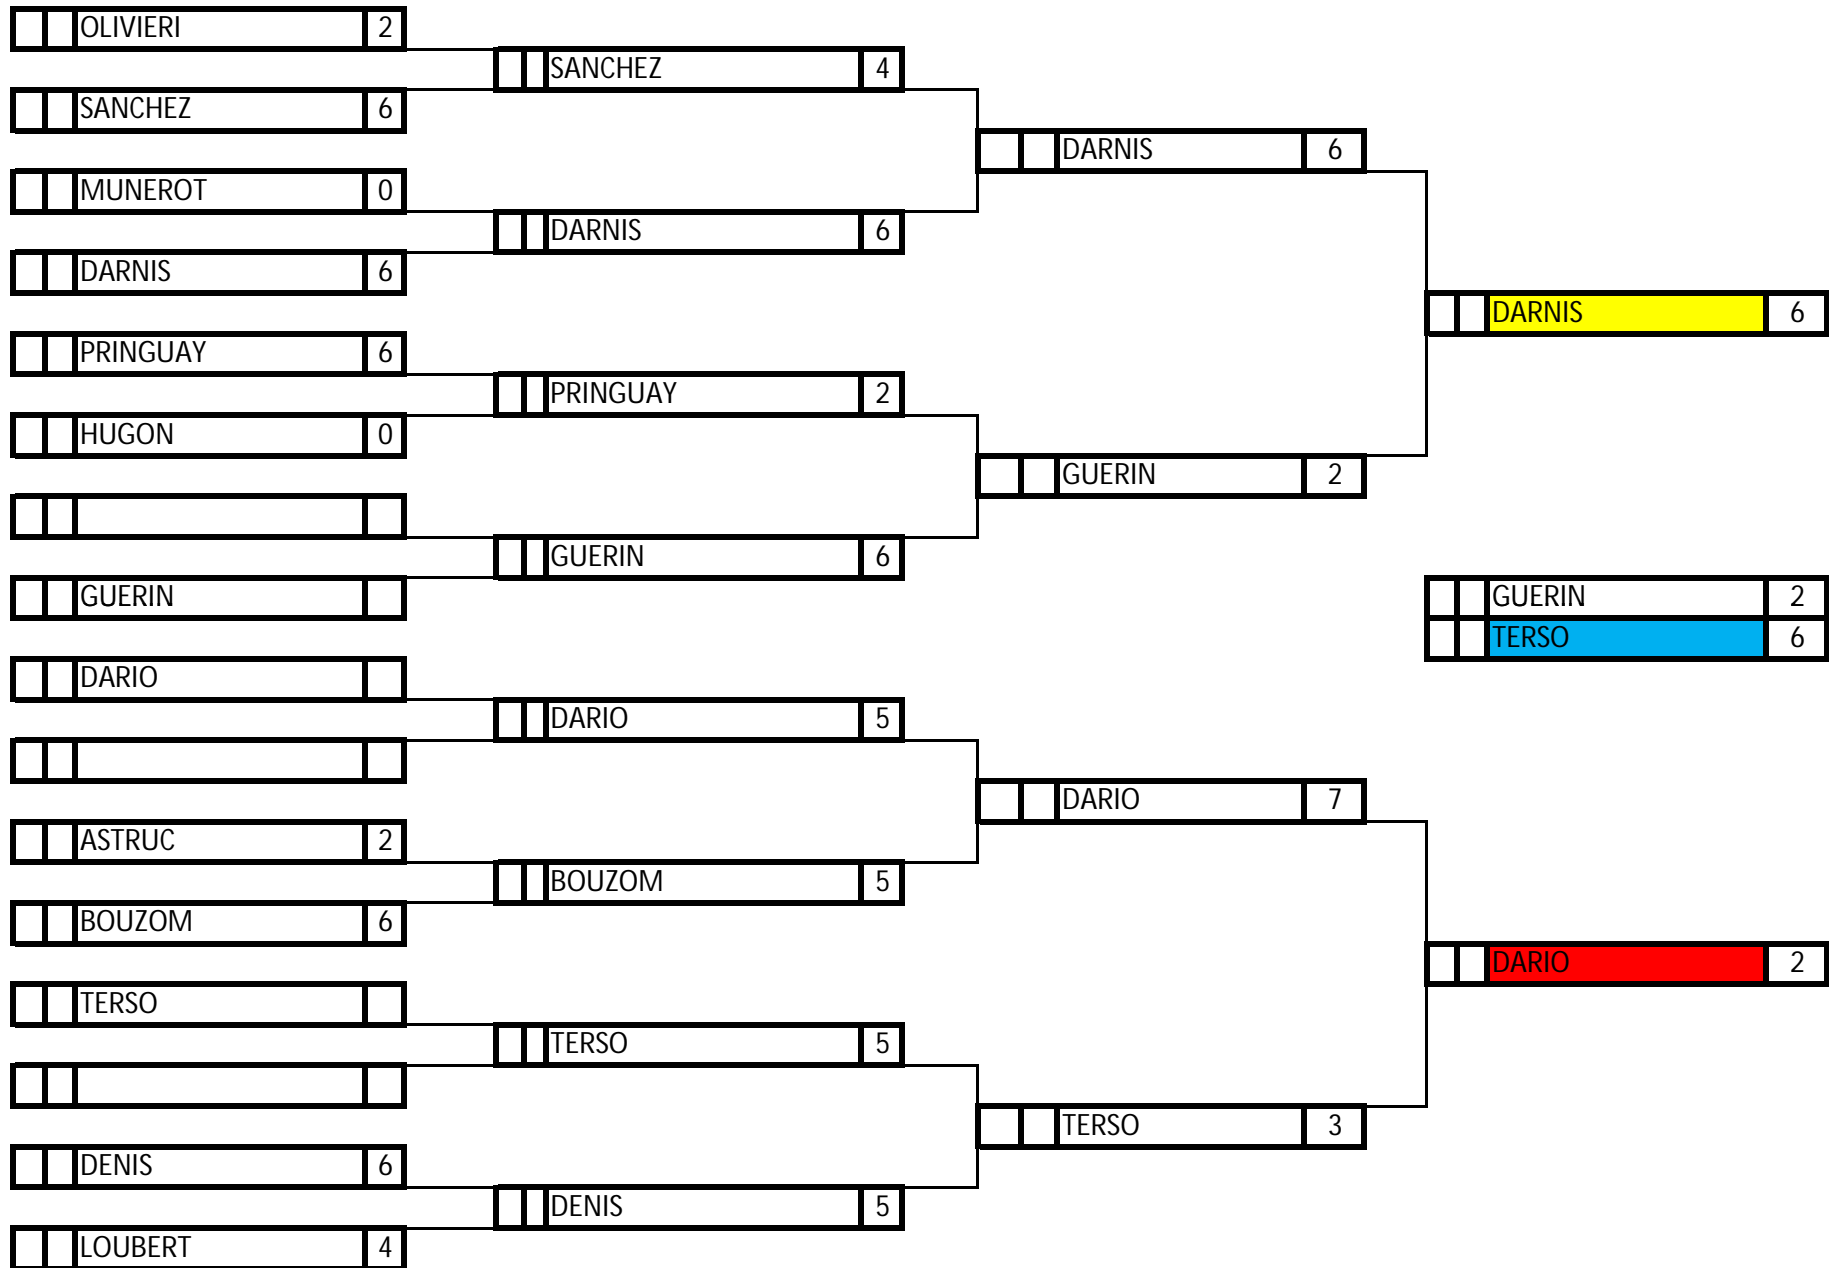 OLIVIERI 2
SANCHEZ 6
MUNEROT 0
DARNIS 6
PRINGUAY 6
HUGON 0
GUERIN
DARIO
ASTRUC 2
BOUZOM 6
TERSO
DENIS 6
LOUBERT 4
SANCHEZ 4
DARNIS 6
PRINGUAY 2
GUERIN 6
DARIO 5
BOUZOM 5
TERSO 5
DENIS 5
DARNIS 6
GUERIN 2
DARIO 7
TERSO 3
DARNIS 6
GUERIN 2
TERSO 6
DARIO 2